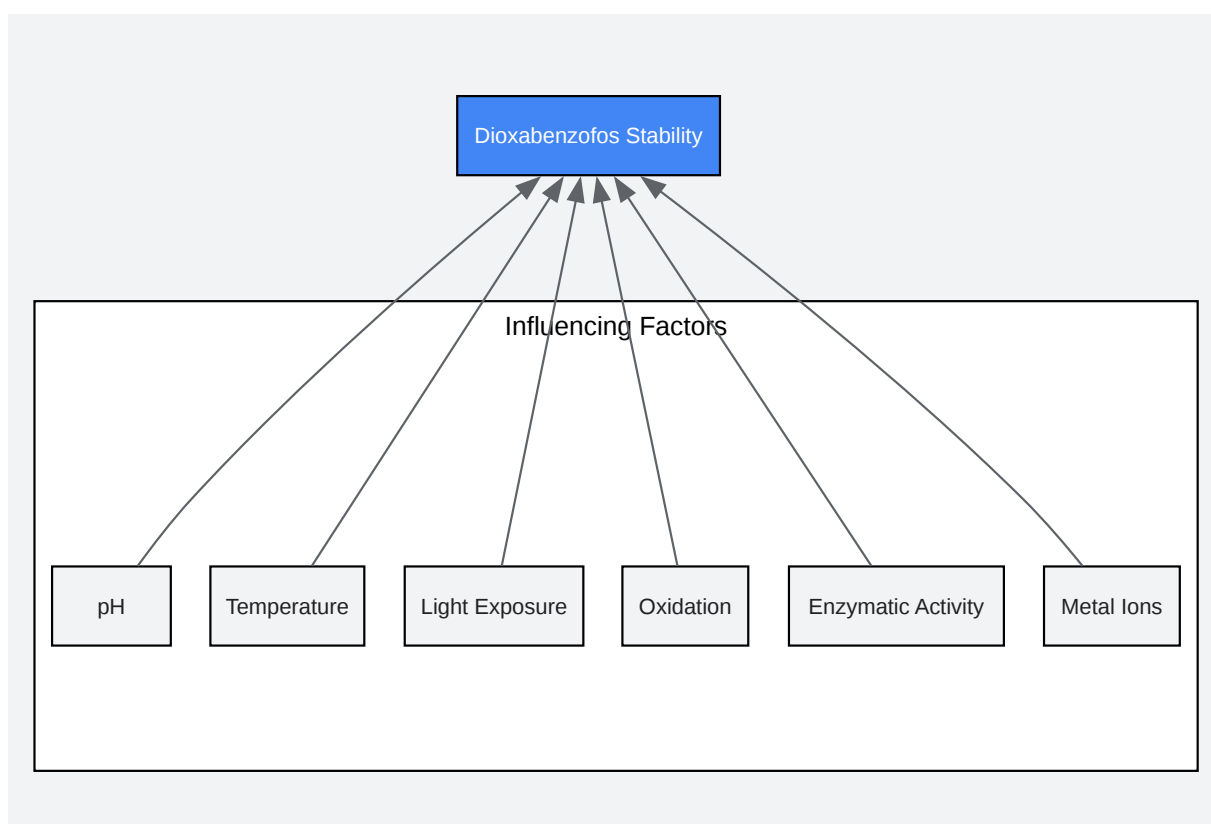 Dioxabenzofos Stability
Influencing Factors
pH
Temperature
Light Exposure
Oxidation
Enzymatic Activity
Metal Ions